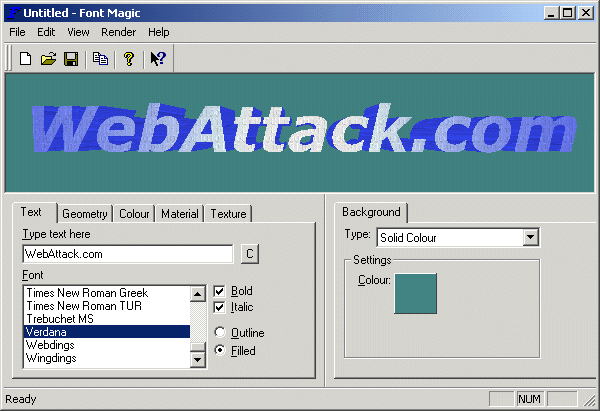 Untitled - Font Magic
File Edit View Render Help
WebAttack.com
Text Geometry Colour Material Texture
Type text here
WebAttack.com
C
Font
Times New Roman Greek
Times New Roman TUR
Trebuchet MS
Verdana
Webdings
Wingdings
Bold
Italic
Outline
Filled
Background
Type: Solid Colour
Settings
Colour:
Ready
NUM